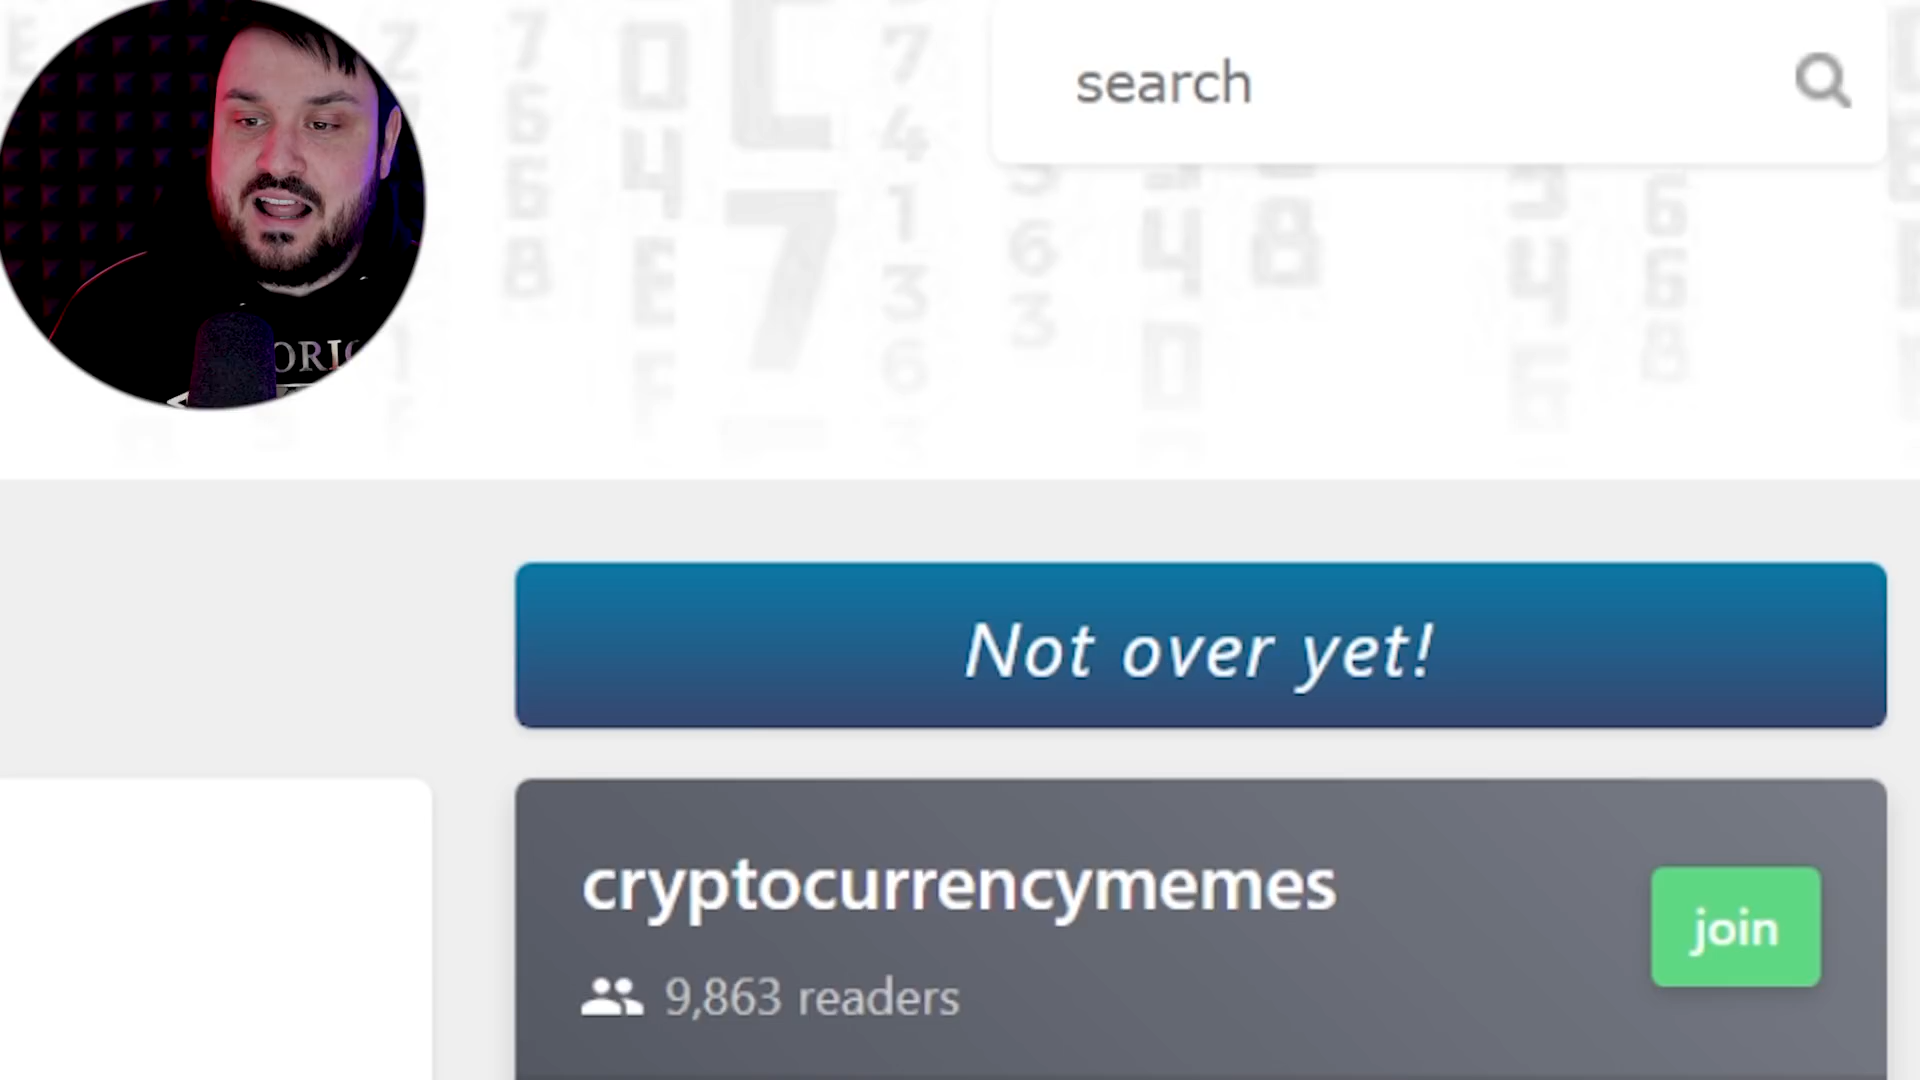 search
Not over yet!
cryptocurrencymemes
join
9,863 readers